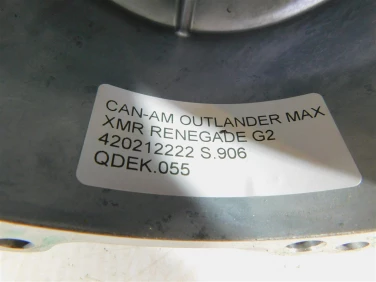 CAN-AM OUTLANDER MAX
XMR RENEGADE G2
420212222 S.906
QDEK.055